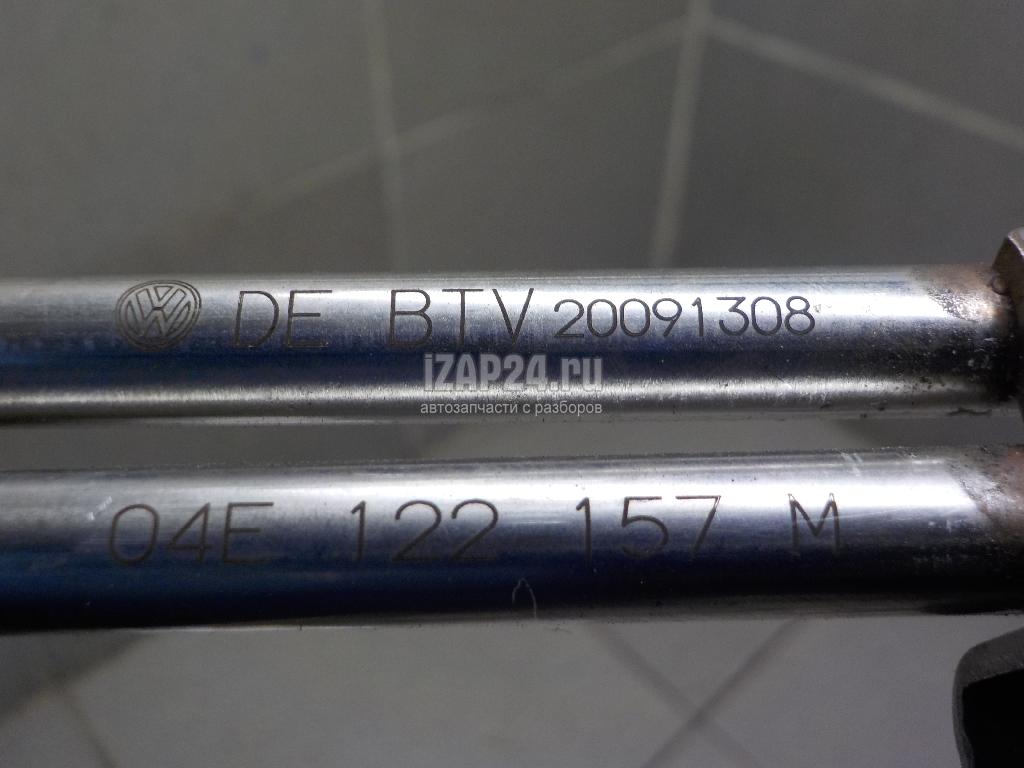 DE BTV 20091308
iZAP24.ru
автозапчасти с разборов
04E 122 157 M